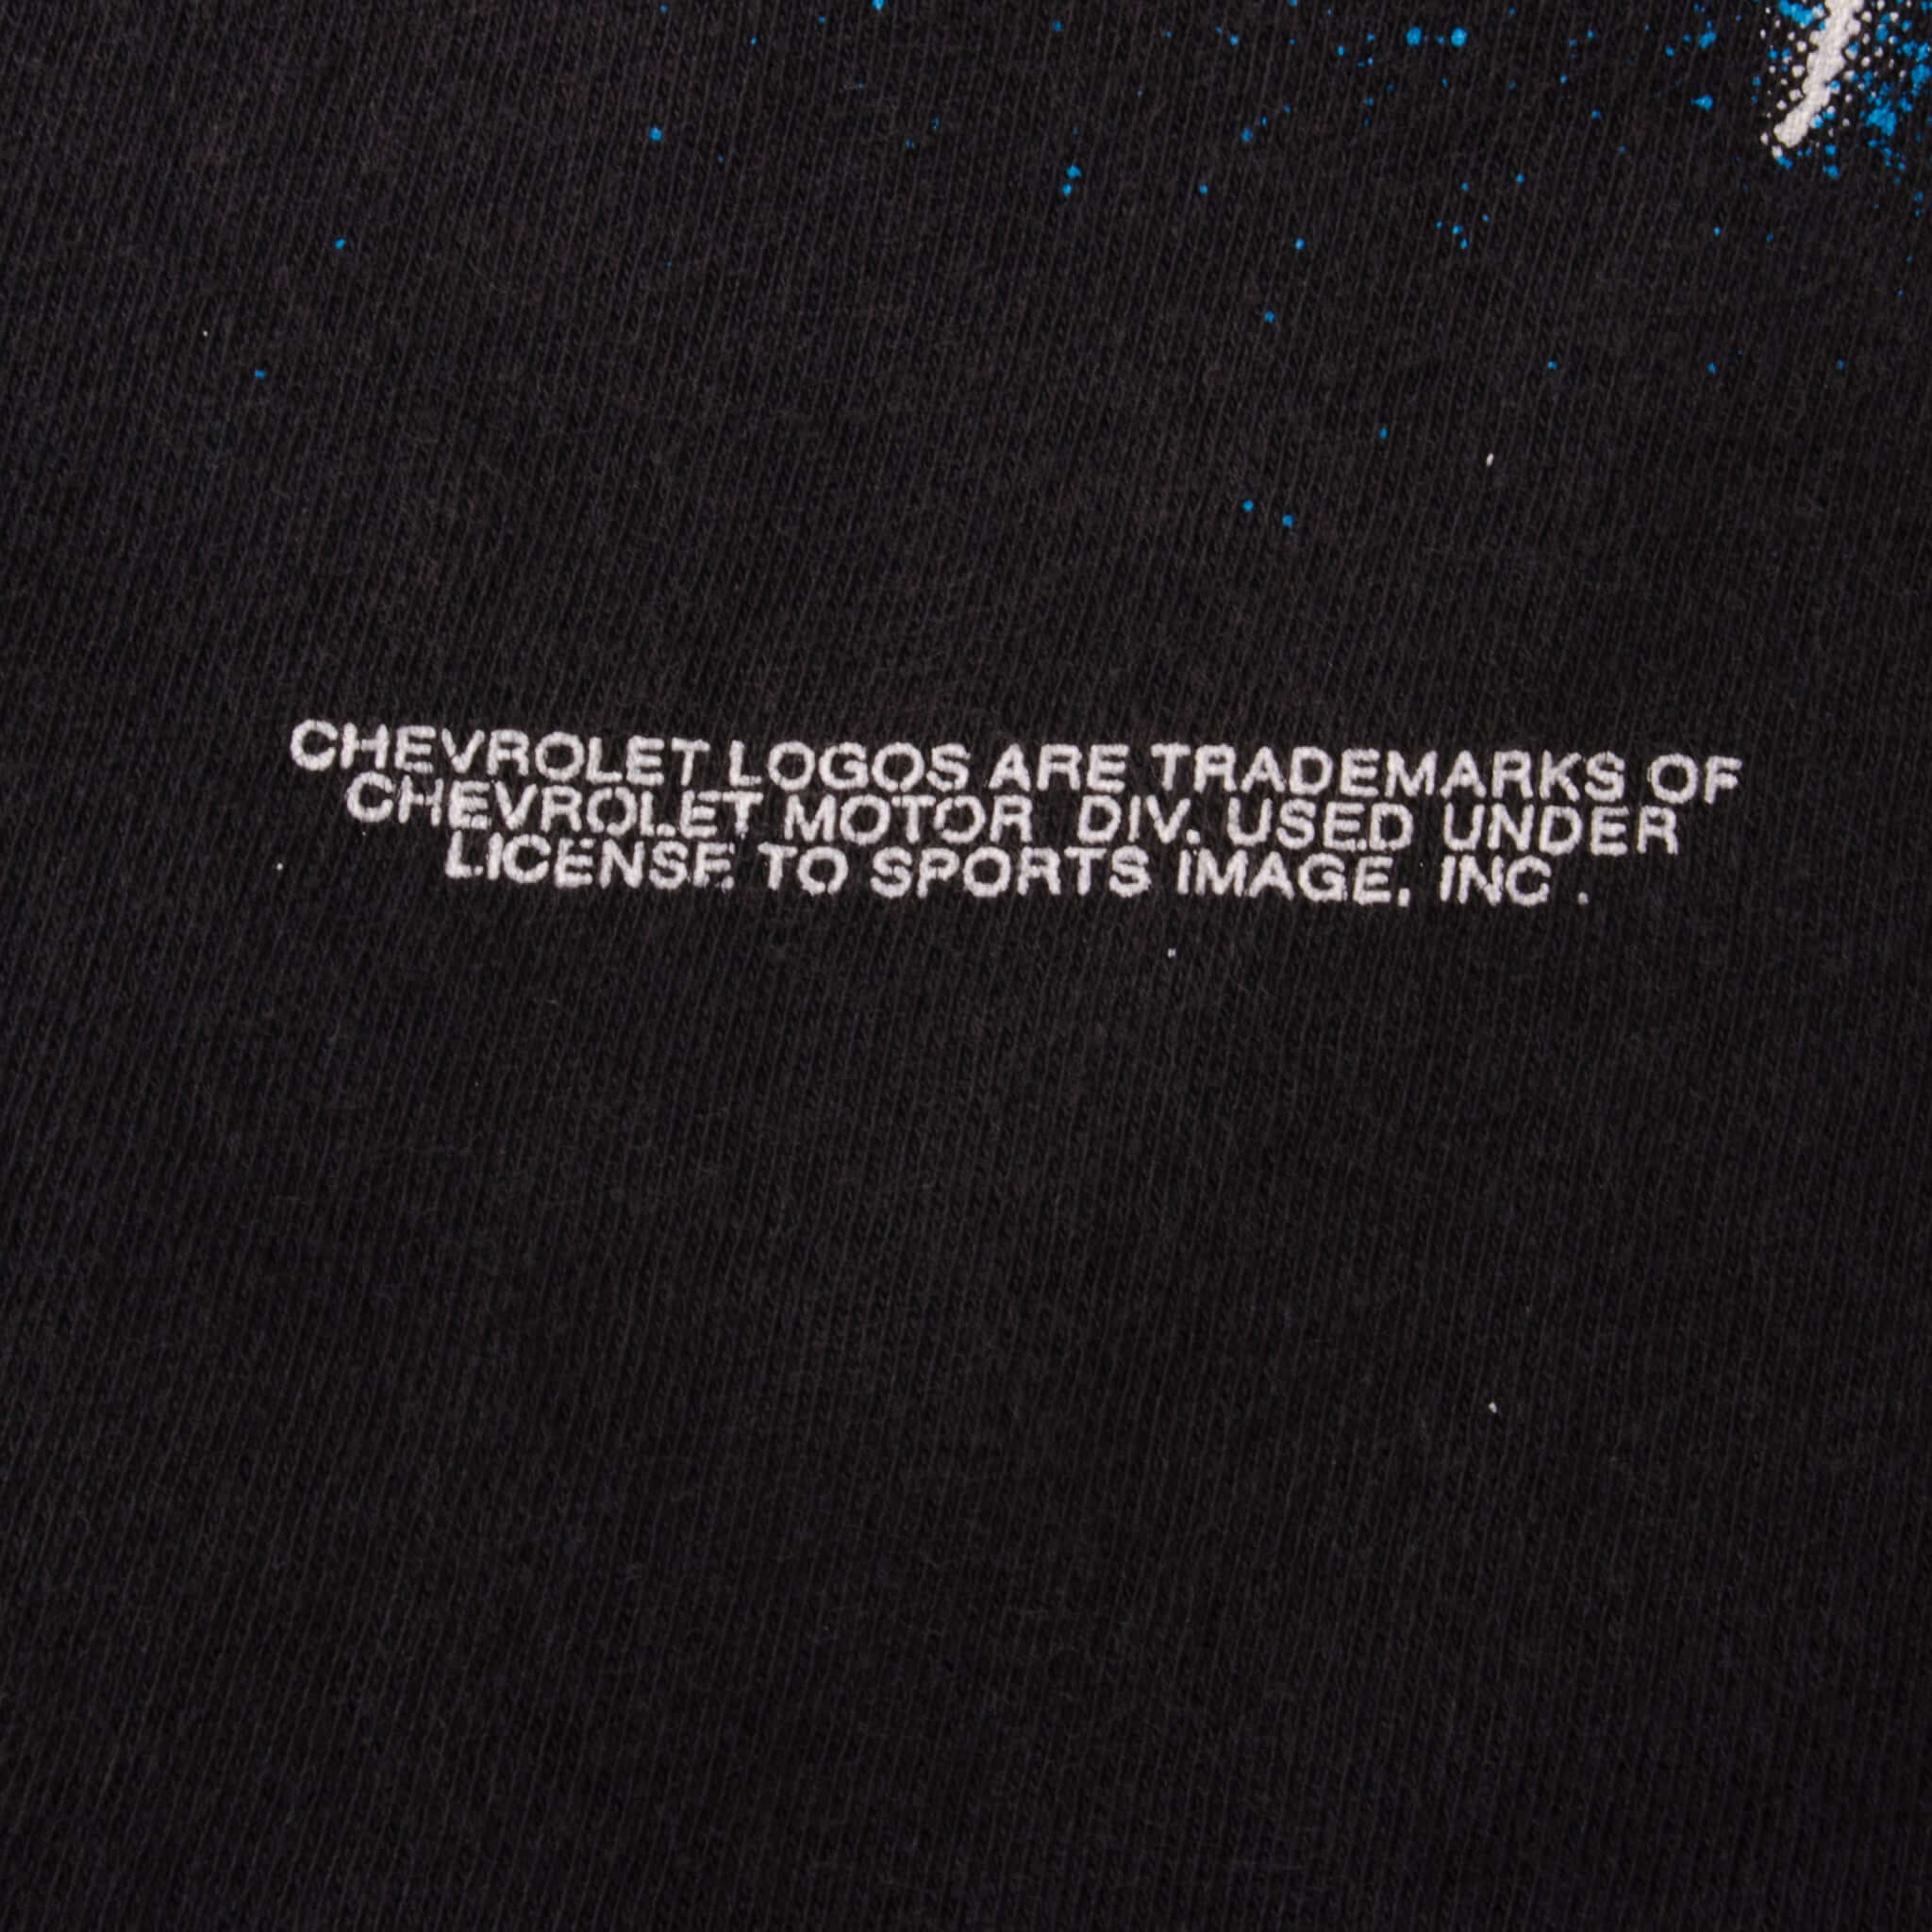 CHEVROLET LOGOS ARE TRADEMARKS OF
CHEVROLET MOTOR DIV. USED UNDER
LICENSE TO SPORTS IMAGE, INC .